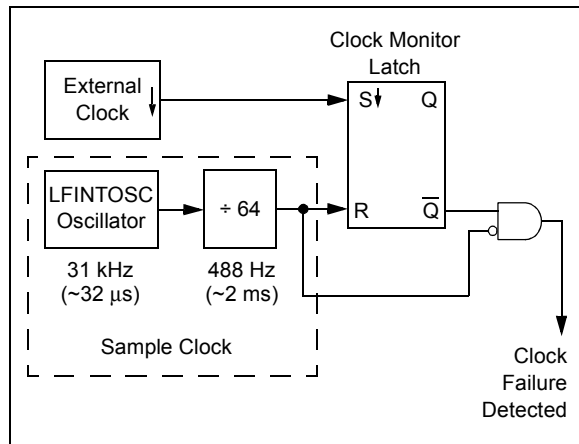 Clock Monitor
Latch
External
Clock
S
Q
LFINTOSC
Oscillator
÷ 64
R
Q̅
31 kHz
(~32 μs)
488 Hz
(~2 ms)
Sample Clock
Clock
Failure
Detected